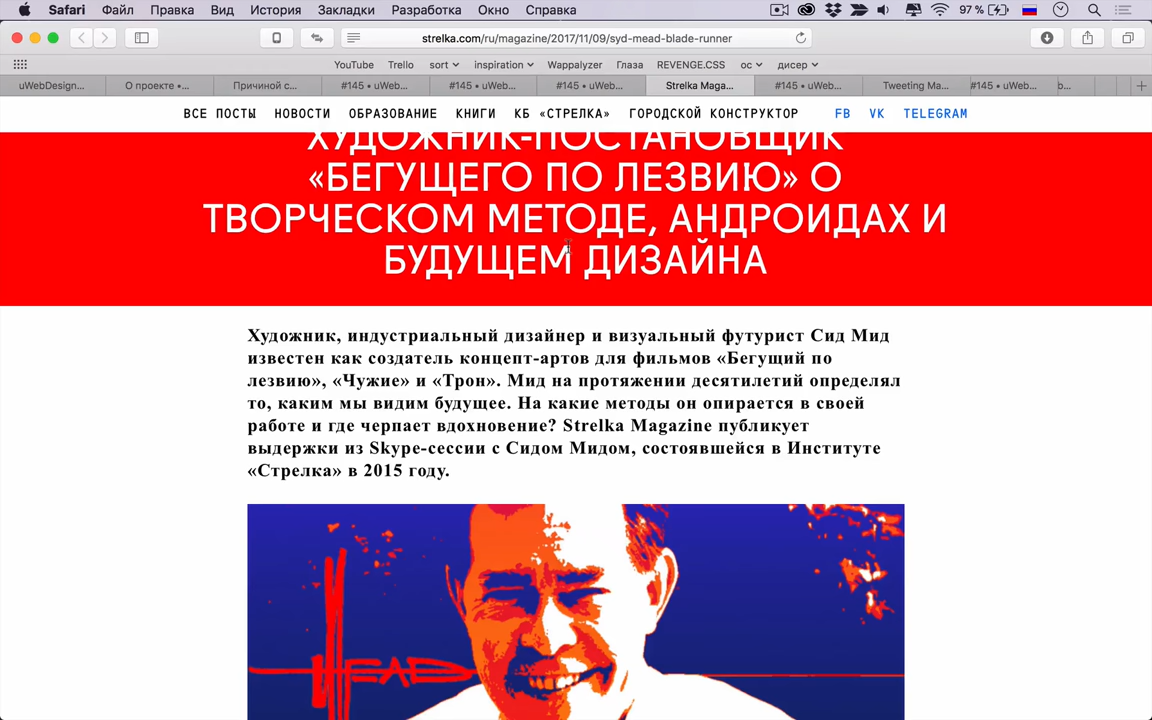 Safari Файл Правка Вид История Закладки Разработка Окно Справка 97 %
strelka.com/ru/magazine/2017/11/09/syd-mead-blade-runner
YouTube Trello sort inspiration Wappalyzer Глаза REVENGE.CSS ос дисер
uWebDesign... О проекте •... Причиной с... #145 — uWeb... #145 — uWeb... #145 — uWeb... Strelka Maga... #145 — uWeb... Tweeting Ma... #145 — uWeb... b...
ВСЕ ПОСТЫ НОВОСТИ ОБРАЗОВАНИЕ КНИГИ КБ «СТРЕЛКА» ГОРОДСКОЙ КОНСТРУКТОР FB VK TELEGRAM
ХУДОЖНИК-ПОСТАНОВЩИК
«БЕГУЩЕГО ПО ЛЕЗВИЮ» О
ТВОРЧЕСКОМ МЕТОДЕ, АНДРОИДАХ И
БУДУЩЕМ ДИЗАЙНА
Художник, индустриальный дизайнер и визуальный футурист Сид Мид
известен как создатель концепт-артов для фильмов «Бегущий по
лезвию», «Чужие» и «Трон». Мид на протяжении десятилетий определял
то, каким мы видим будущее. На какие методы он опирается в своей
работе и где черпает вдохновение? Strelka Magazine публикует
выдержки из Skype-сессии с Сидом Мидом, состоявшейся в Институте
«Стрелка» в 2015 году.